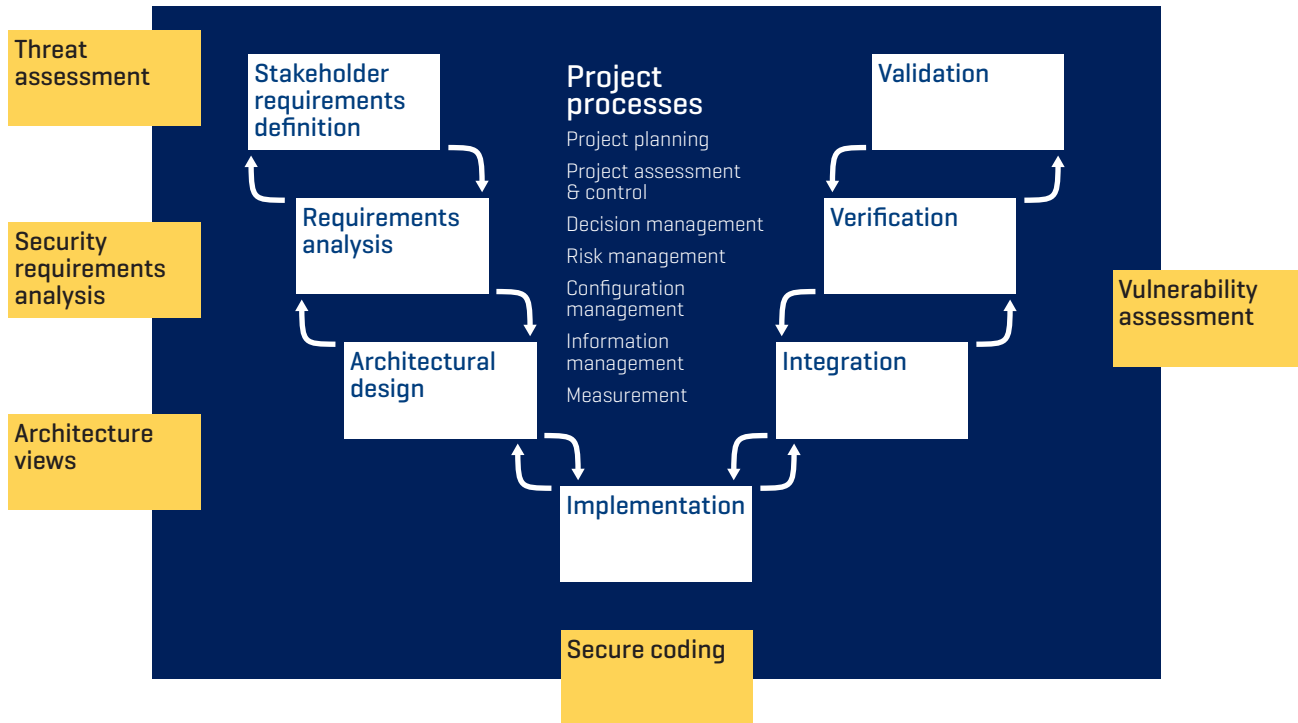 Threat
assessment
Security
requirements
analysis
Architecture
views
Stakeholder
requirements
definition
Requirements
analysis
Architectural
design
Implementation
Project
processes
Project planning
Project assessment
& control
Decision management
Risk management
Configuration
management
Information
management
Measurement
Validation
Verification
Integration
Vulnerability
assessment
Secure coding